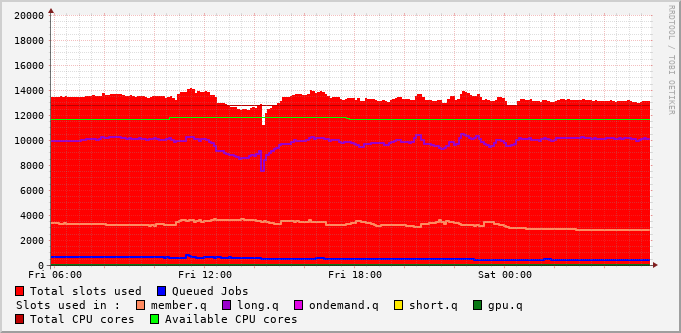 20000
18000
16000
14000
12000
10000
8000
6000
4000
2000
0
Fri 06:00 Fri 12:00 Fri 18:00 Sat 00:00
Total slots used Queued Jobs
Slots used in : member.q long.q ondemand.q short.q gpu.q
Total CPU cores Available CPU cores
RRDTOOL / TOBI OETIKER